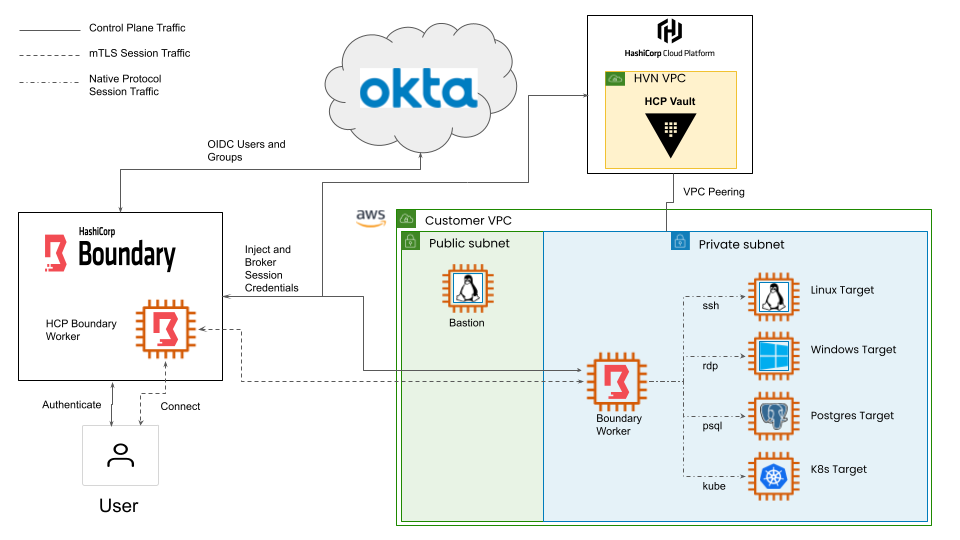 Control Plane Traffic
mTLS Session Traffic
Native Protocol
Session Traffic
okta
HashiCorp Cloud Platform
HVN VPC
HCP Vault
OIDC Users and
Groups
VPC Peering
aws
Customer VPC
HashiCorp
Boundary
HCP Boundary
Worker
Inject and
Broker
Session
Credentials
Public subnet
Bastion
Private subnet
Boundary
Worker
ssh
Linux Target
rdp
Windows Target
psql
Postgres Target
kube
K8s Target
Authenticate
Connect
User